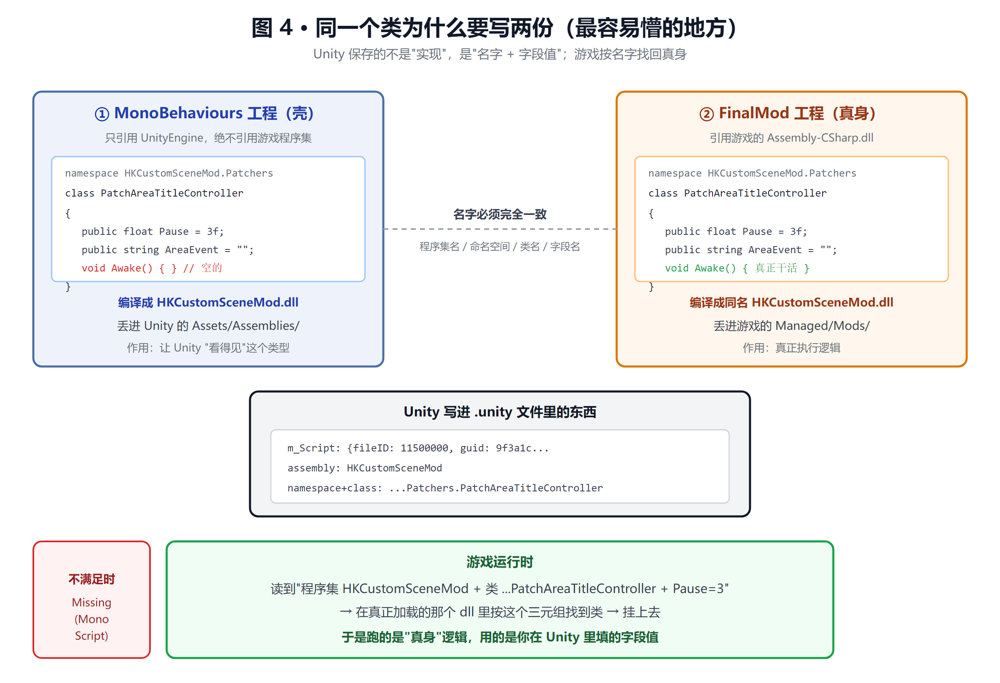 图 4 · 同一个类为什么要写两份（最容易懵的地方）
Unity 保存的不是"实现"，是"名字 + 字段值"；游戏按名字找回真身
① MonoBehaviours 工程（壳）
只引用 UnityEngine，绝不引用游戏程序集
namespace HKCustomSceneMod.Patchers
class PatchAreaTitleController
{
public float Pause = 3f;
public string AreaEvent = "";
void Awake() { } // 空的
}
编译成 HKCustomSceneMod.dll
丢进 Unity 的 Assets/Assemblies/
作用：让 Unity "看得见"这个类型
名字必须完全一致
程序集名 / 命名空间 / 类名 / 字段名
② FinalMod 工程（真身）
引用游戏的 Assembly-CSharp.dll
namespace HKCustomSceneMod.Patchers
class PatchAreaTitleController
{
public float Pause = 3f;
public string AreaEvent = "";
void Awake() { 真正干活 }
}
编译成同名 HKCustomSceneMod.dll
丢进游戏的 Managed/Mods/
作用：真正执行逻辑
Unity 写进 .unity 文件里的东西
m_Script: {fileID: 11500000, guid: 9f3a1c...
assembly: HKCustomSceneMod
namespace+class: ...Patchers.PatchAreaTitleController
不满足时
Missing
(Mono
Script)
游戏运行时
读到"程序集 HKCustomSceneMod + 类 ...PatchAreaTitleController + Pause=3"
→ 在真正加载的那个 dll 里按这个三元组找到类 → 挂上去
于是跑的是"真身"逻辑，用的是你在 Unity 里填的字段值